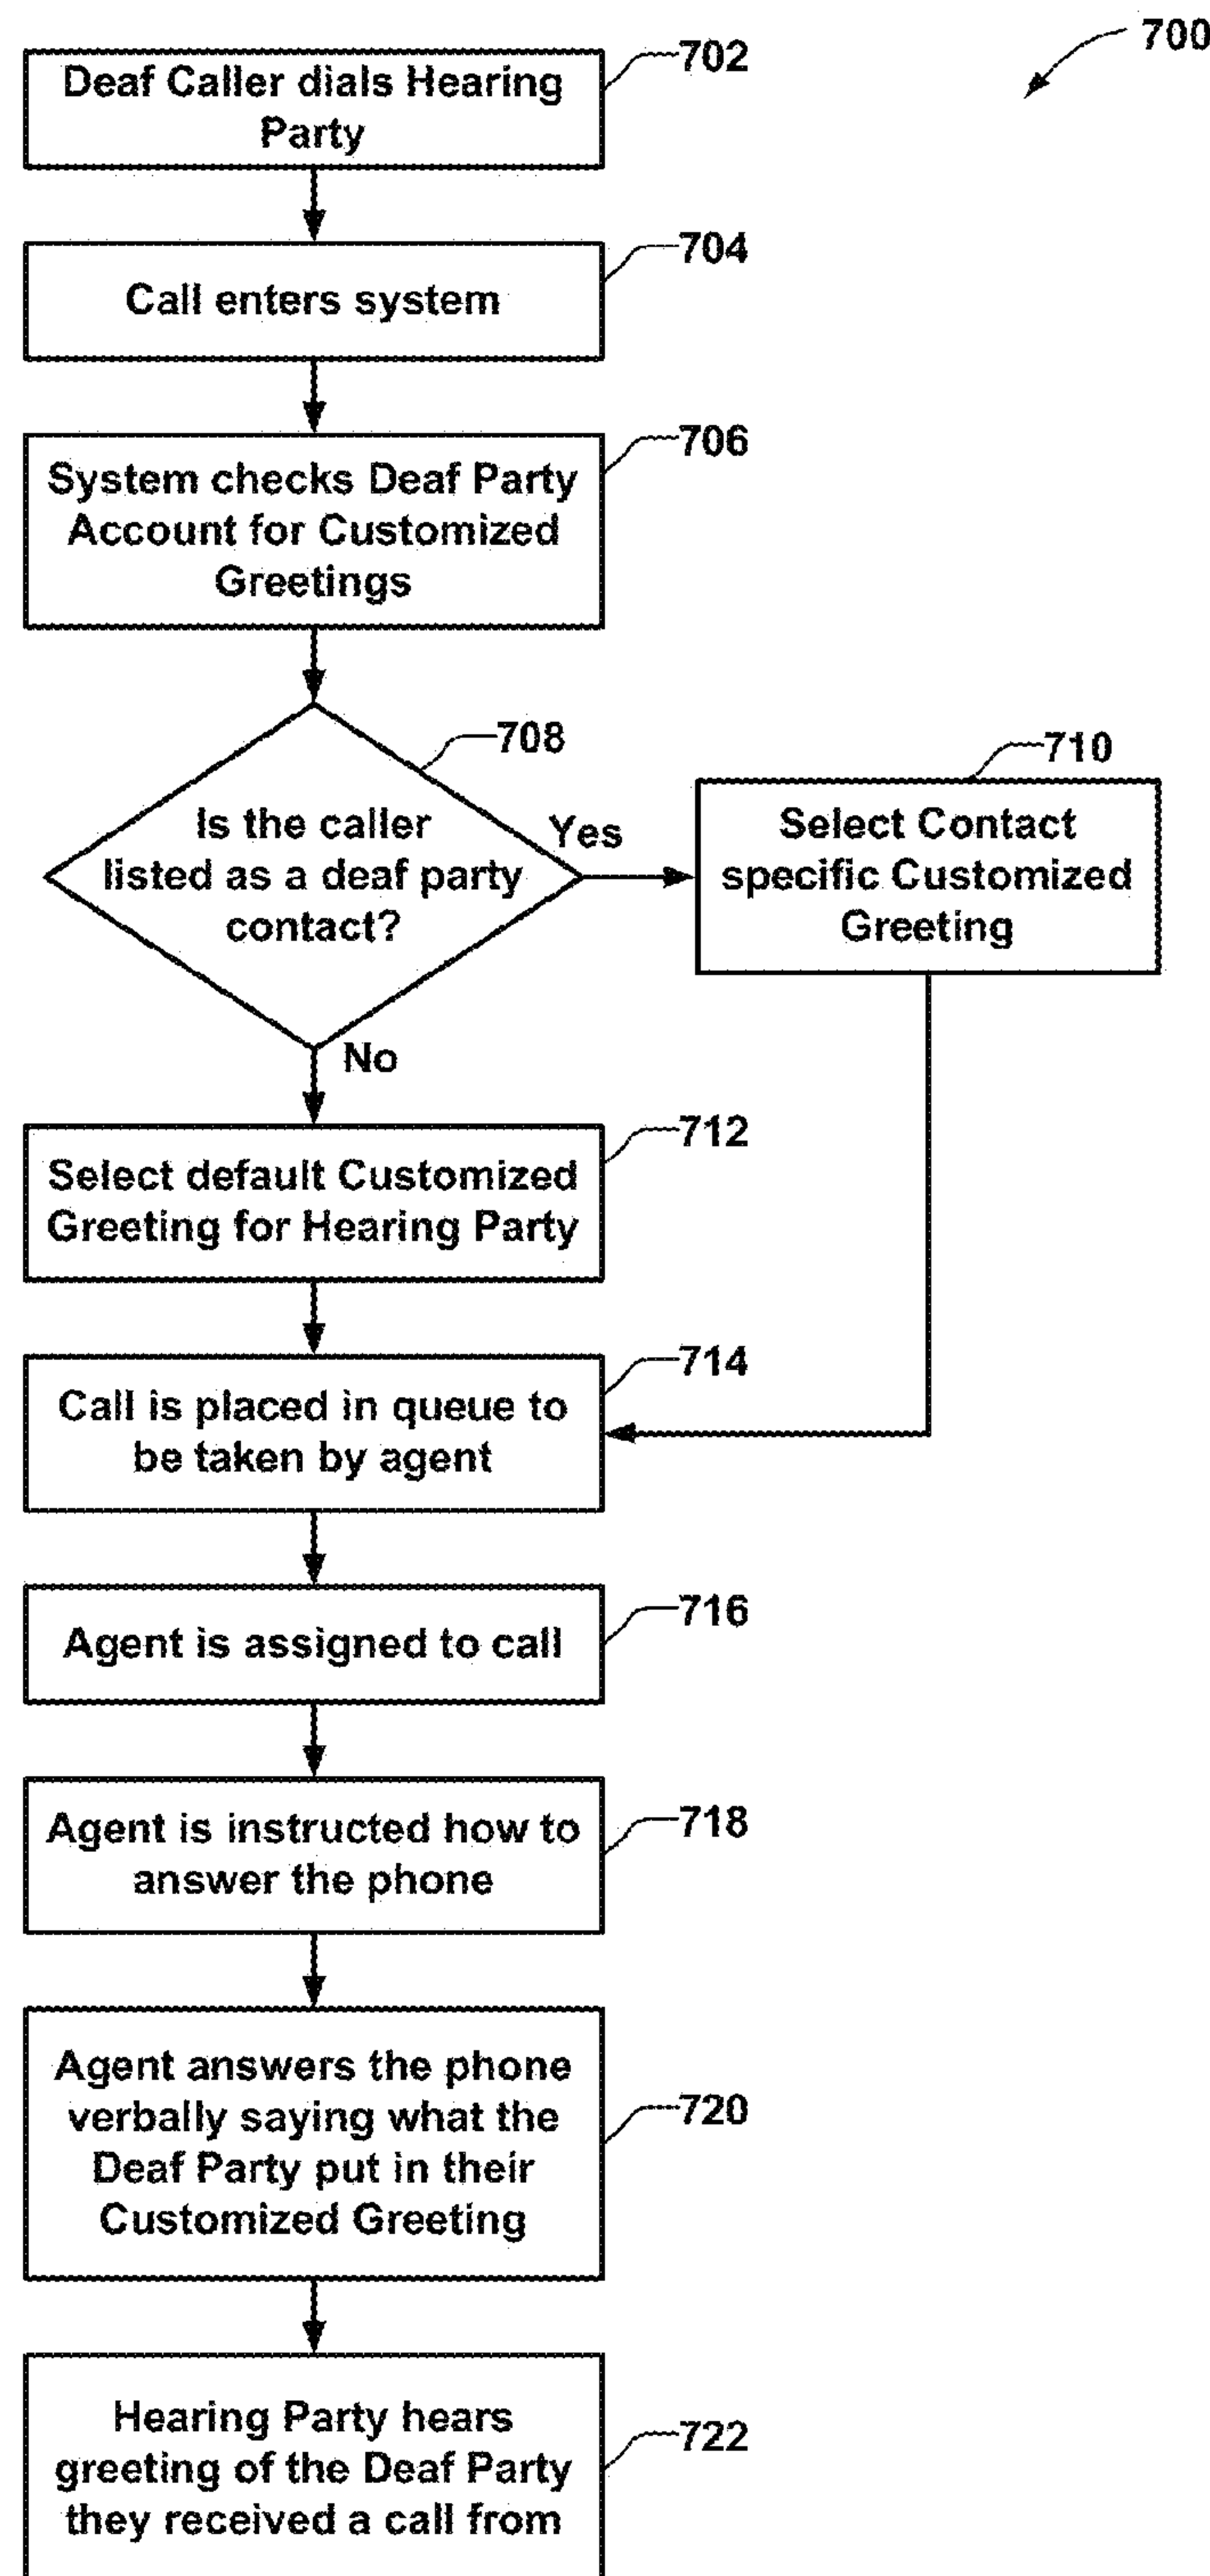 700
702
Deaf Caller dials Hearing
Party
704
Call enters system
706
System checks Deaf Party
Account for Customized
Greetings
708
Is the caller
listed as a deaf party
contact?
Yes
710
Select Contact
specific Customized
Greeting
No
712
Select default Customized
Greeting for Hearing Party
714
Call is placed in queue to
be taken by agent
716
Agent is assigned to call
718
Agent is instructed how to
answer the phone
720
Agent answers the phone
verbally saying what the
Deaf Party put in their
Customized Greeting
722
Hearing Party hears
greeting of the Deaf Party
they received a call from